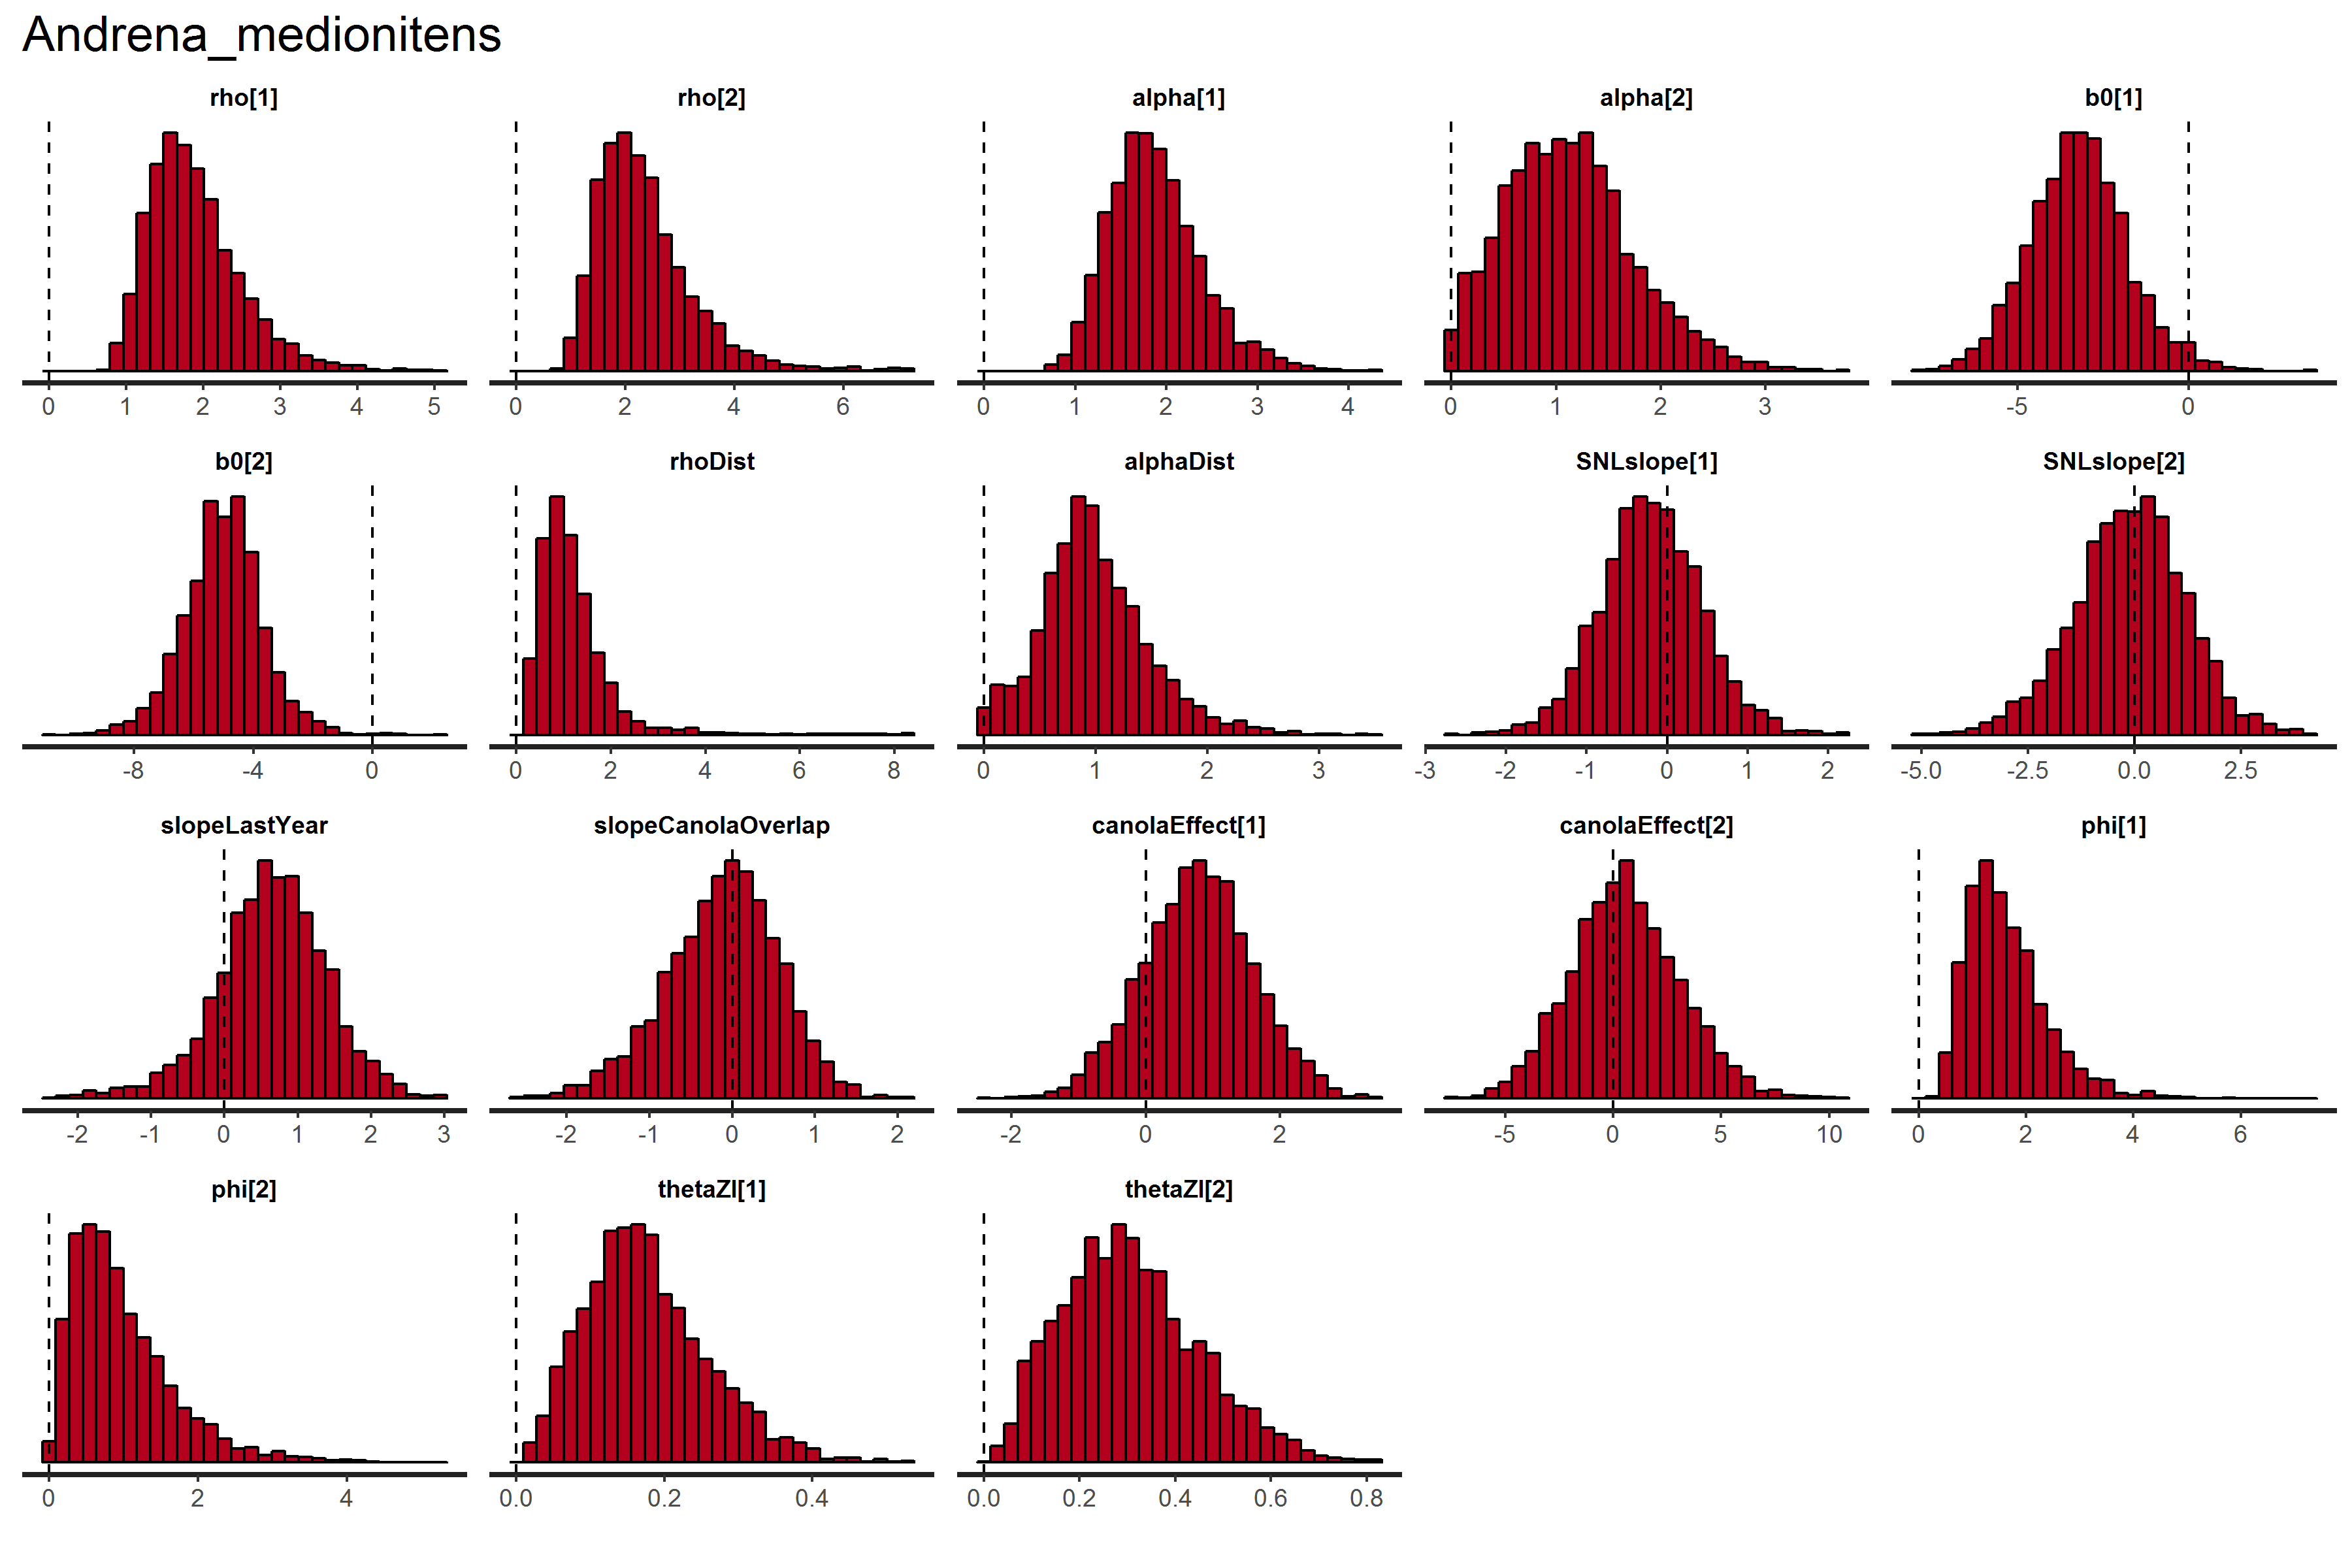 Andrena_medionitens
rho[1] rho[2] alpha[1] alpha[2] b0[1]
0 1 2 3 4 5 0 2 4 6 0 1 2 3 4 0 1 2 3 -5 0
b0[2] rhoDist alphaDist SNLslope[1] SNLslope[2]
-8 -4 0 0 2 4 6 8 0 1 2 3 -3 -2 -1 0 1 2 -5.0 -2.5 0.0 2.5
slopeLastYear slopeCanolaOverlap canolaEffect[1] canolaEffect[2] phi[1]
-2 -1 0 1 2 3 -2 -1 0 1 2 -2 0 2 -5 0 5 10 0 2 4 6
phi[2] thetaZI[1] thetaZI[2]
0 2 4 0.0 0.2 0.4 0.0 0.2 0.4 0.6 0.8